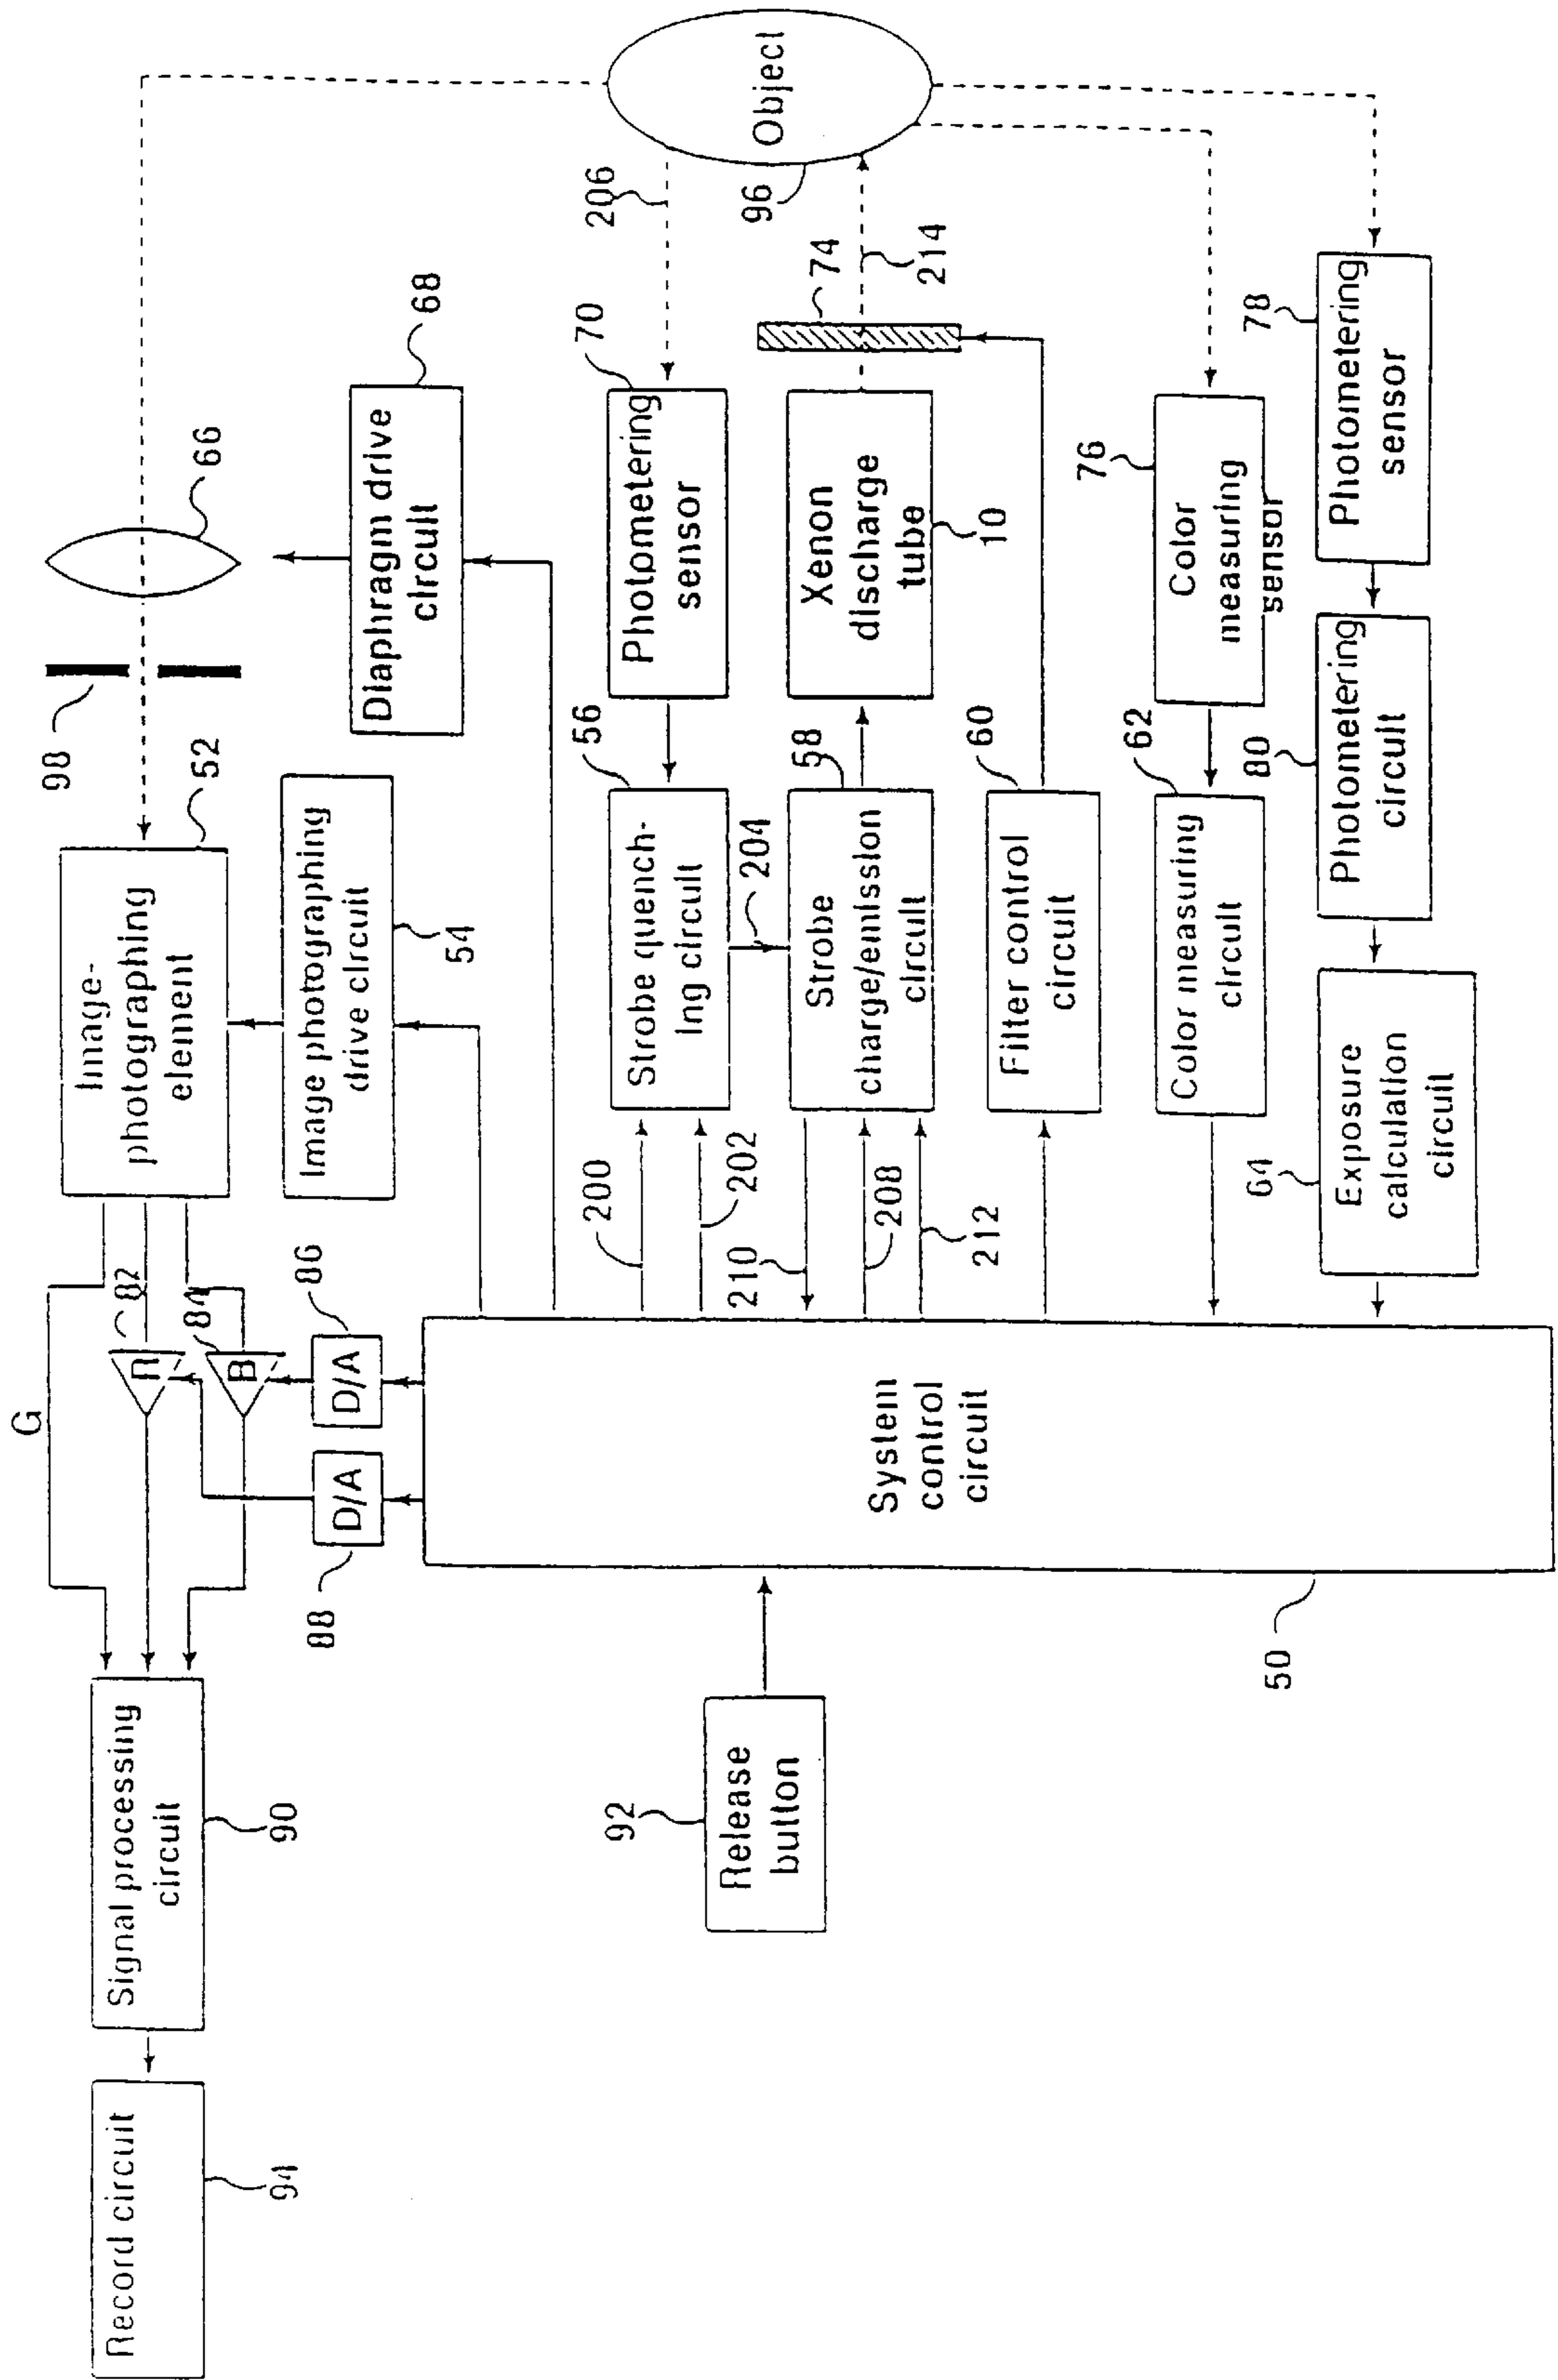 Object
96
206
214
74
66
98
68
Diaphragm drive
circuit
70
Photometering
sensor
Xenon
discharge
tube
10
76
Color
measuring
sensor
78
Photometering
sensor
52
Image-
photographing
element
Image photographing
drive circuit
54
56
Strobe quench-
ing circuit
204
58
Strobe
charge/emission
circuit
60
Filter control
circuit
62
Color measuring
circuit
80
Photometering
circuit
64
Exposure
calculation
circuit
200
202
210
208
212
G
82
R
84
B
86
D/A
88
D/A
System
control
circuit
50
Signal processing
circuit
90
92
Release
button
Record circuit
94